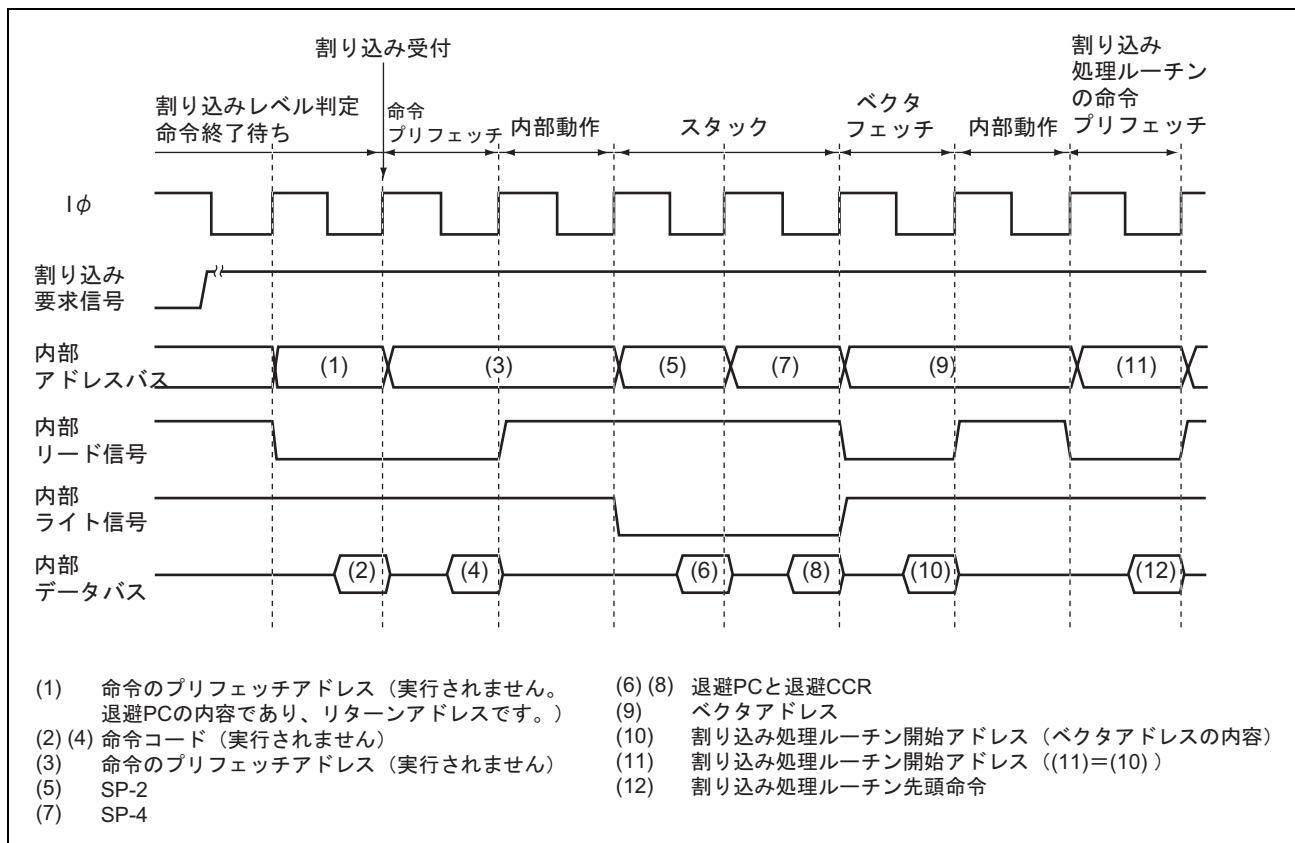 割り込み受付
割り込みレベル判定
命令終了待ち
命令
プリフェッチ
内部動作
スタック
ベクタ
フェッチ
内部動作
割り込み
処理ルーチン
の命令
プリフェッチ
Iφ
割り込み
要求信号
内部
アドレスバス
(1)
(3)
(5)
(7)
(9)
(11)
内部
リード信号
内部
ライト信号
内部
データバス
(2)
(4)
(6)
(8)
(10)
(12)
(1) 命令のプリフェッチアドレス（実行されません。
退避PCの内容であり、リターンアドレスです。）
(2) (4) 命令コード（実行されません）
(3) 命令のプリフェッチアドレス（実行されません）
(5) SP-2
(7) SP-4
(6) (8) 退避PCと退避CCR
(9) ベクタアドレス
(10) 割り込み処理ルーチン開始アドレス（ベクタアドレスの内容）
(11) 割り込み処理ルーチン開始アドレス（(11)＝(10) ）
(12) 割り込み処理ルーチン先頭命令